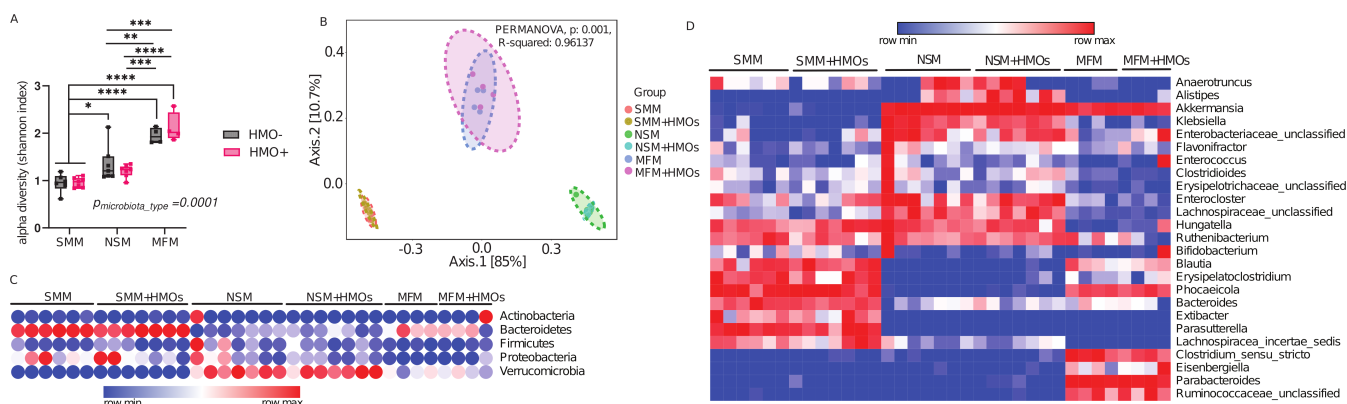 A
***
**
****
***
****
****
*
3
2
1
0
alpha diversity (shannon index)
HMO-
HMO+
pmicrobiota_type =0.0001
SMM
NSM
MFM
B
PERMANOVA, p: 0.001,
R-squared: 0.96137
0.4
0.2
0.0
Axis.2 [10.7%]
-0.3
0.0
0.3
Axis.1 [85%]
Group
SMM
SMM+HMOs
NSM
NSM+HMOs
MFM
MFM+HMOs
C
SMM
SMM+HMOs
NSM
NSM+HMOs
MFM
MFM+HMOs
Actinobacteria
Bacteroidetes
Firmicutes
Proteobacteria
Verrucomicrobia
row min
row max
D
row min
row max
SMM
SMM+HMOs
NSM
NSM+HMOs
MFM
MFM+HMOs
Anaerotruncus
Alistipes
Akkermansia
Klebsiella
Enterobacteriaceae_unclassified
Flavonifractor
Enterococcus
Clostridioides
Erysipelotrichaceae_unclassified
Enterocloster
Lachnospiraceae_unclassified
Hungatella
Ruthenibacterium
Bifidobacterium
Blautia
Erysipelatoclostridium
Phocaeicola
Bacteroides
Extibacter
Parasutterella
Lachnospiracea_incertae_sedis
Clostridium_sensu_stricto
Eisenbergiella
Parabacteroides
Ruminococcaceae_unclassified